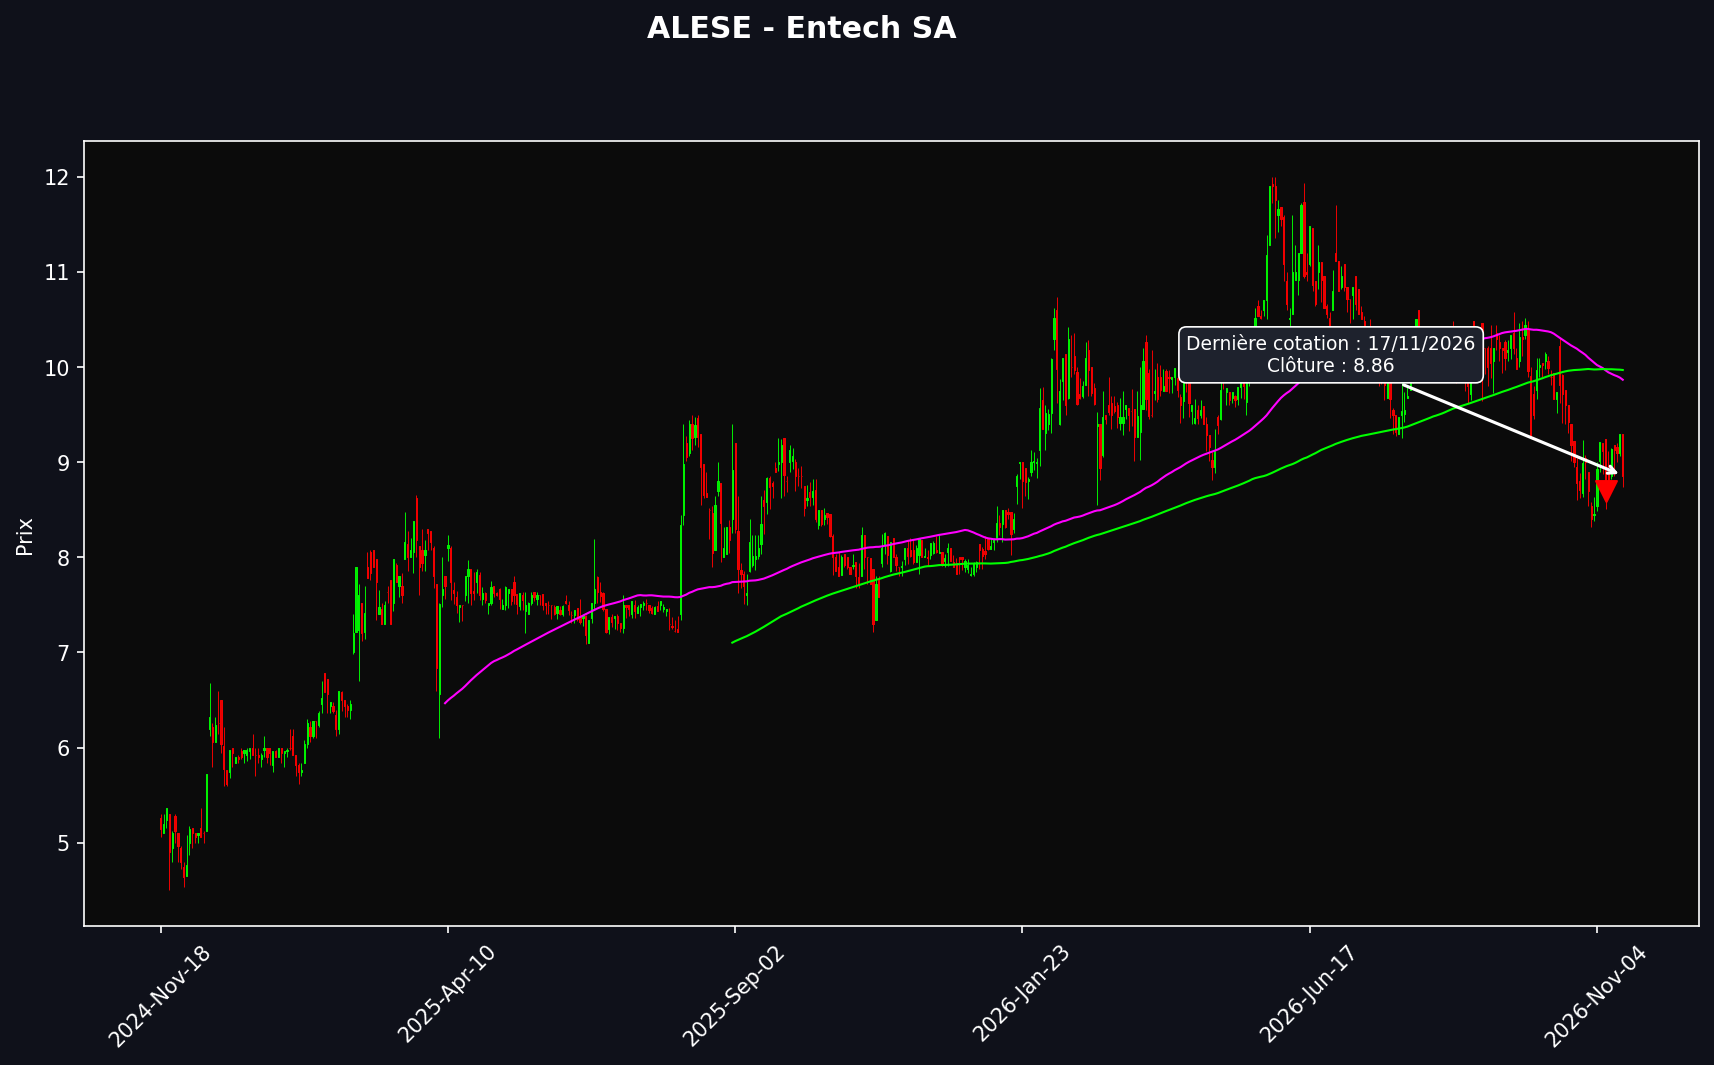 ALESE - Entech SA
Prix
12
11
10
9
8
7
6
5
Dernière cotation : 17/11/2026
Clôture : 8.86
2024-Nov-18
2025-Apr-10
2025-Sep-02
2026-Jan-23
2026-Jun-17
2026-Nov-04